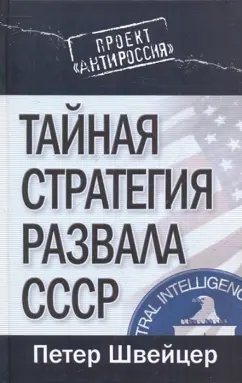 ПРОЕКТ
«АНТИРОССИЯ»
ТАЙНАЯ
СТРАТЕГИЯ
РАЗВАЛА
СССР
TRAL INTELLIGENC
Петер Швейцер